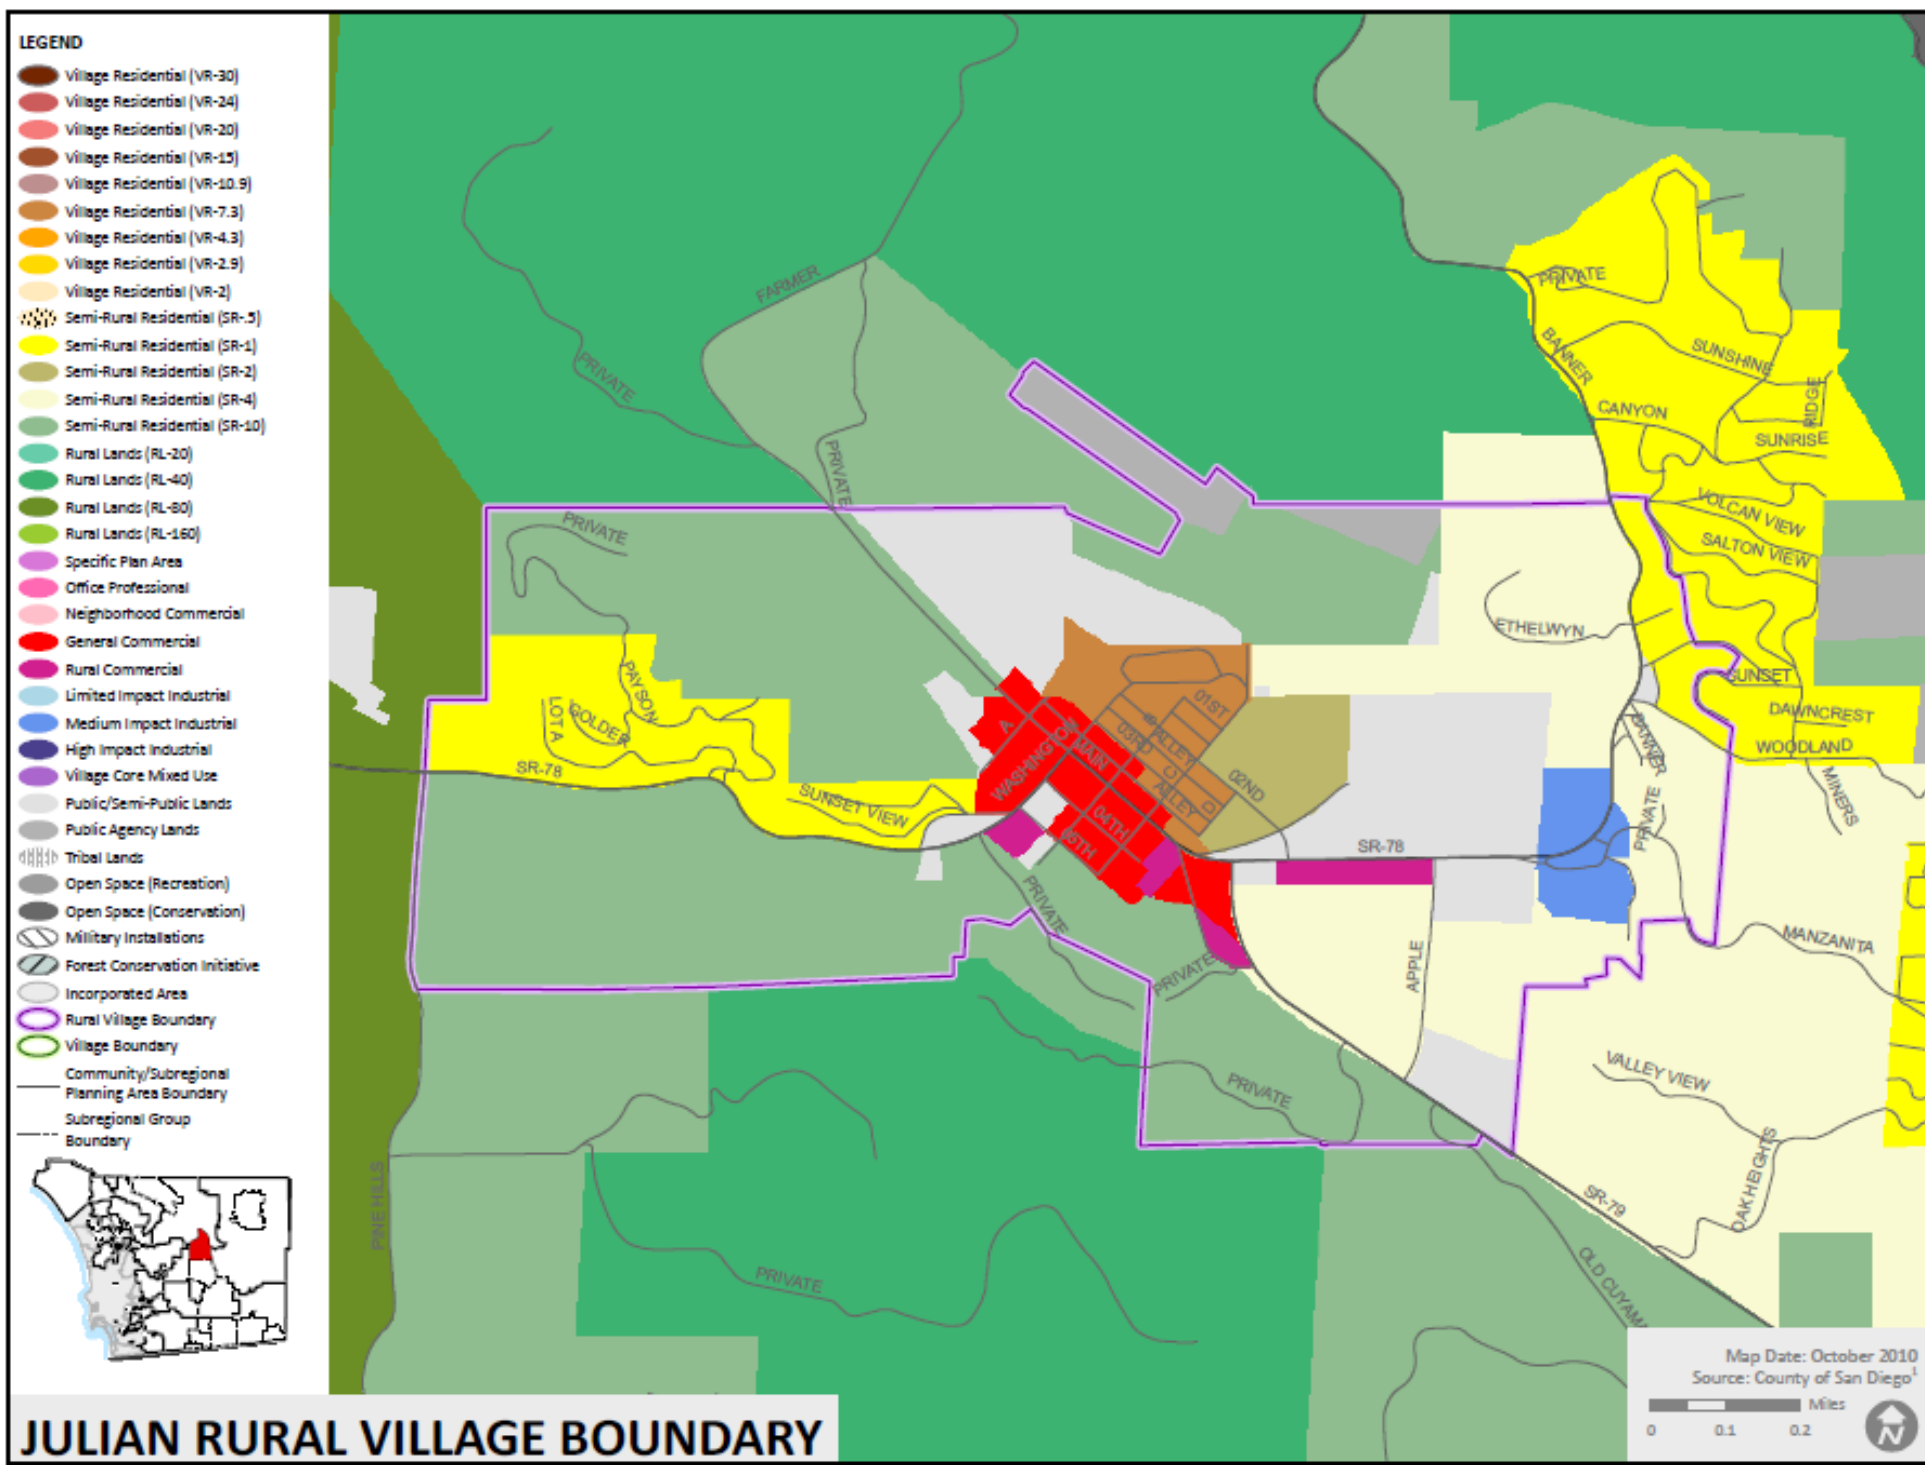 LEGEND
Village Residential (VR-30)
Village Residential (VR-24)
Village Residential (VR-20)
Village Residential (VR-15)
Village Residential (VR-10.9)
Village Residential (VR-7.3)
Village Residential (VR-4.3)
Village Residential (VR-2.9)
Village Residential (VR-2)
Semi-Rural Residential (SR-.5)
Semi-Rural Residential (SR-1)
Semi-Rural Residential (SR-2)
Semi-Rural Residential (SR-4)
Semi-Rural Residential (SR-10)
Rural Lands (RL-20)
Rural Lands (RL-40)
Rural Lands (RL-80)
Rural Lands (RL-160)
Specific Plan Area
Office Professional
Neighborhood Commercial
General Commercial
Rural Commercial
Limited Impact Industrial
Medium Impact Industrial
High Impact Industrial
Village Core Mixed Use
Public/Semi-Public Lands
Public Agency Lands
Tribal Lands
Open Space (Recreation)
Open Space (Conservation)
Military Installations
Forest Conservation Initiative
Incorporated Area
Rural Village Boundary
Village Boundary
Community/Subregional
Planning Area Boundary
Subregional Group
Boundary
FARMER
PRIVATE
PRIVATE
PRIVATE
PRIVATE
BANNER
SUNSHINE
RIDGE
CANYON
SUNRISE
VOLCAN VIEW
SALTON VIEW
ETHELWYN
SUNSET
DAWNCREST
WOODLAND
BANNER
MINERS
PRIVATE
PAYSON
GOLDER
LOTA
SR-78
SUNSET VIEW
A
WASHINGTON
MAIN
B
C
D
01ST
02ND
03RD
ALLEY
ALLEY
04TH
05TH
SR-78
PRIVATE
PRIVATE
APPLE
MANZANITA
VALLEY VIEW
OAK HEIGHTS
PRIVATE
SR-79
PINE HILLS
PRIVATE
OLD CUYAMA
Map Date: October 2010
Source: County of San Diego1
Miles
0 0.1 0.2
N
JULIAN RURAL VILLAGE BOUNDARY